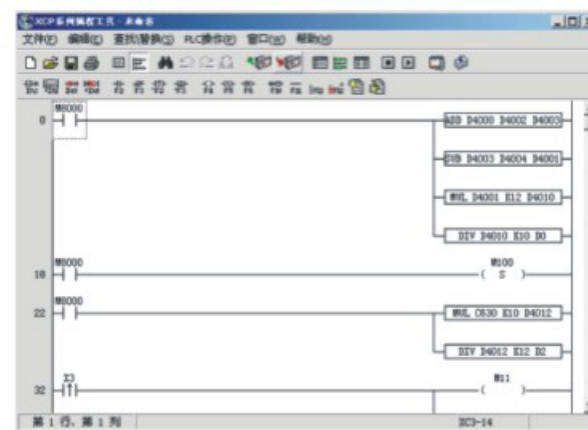 XCP系列编程工具 - 未命名
文件(F) 编辑(E) 查找\替换(S) PLC操作(P) 窗口(W) 帮助(H)
Ins Del
M8000
0
ADD D4000 D4002 D4003
SUB D4003 D4004 D4001
MUL D4001 K12 D4010
DIV D4010 K10 D0
M8000 M100
18 ( S )
M8000
22 MUL C630 K10 D4012
DIV D4012 K12 D2
X3 M11
32 ( )
第 1 行、第 1 列 XC3-14